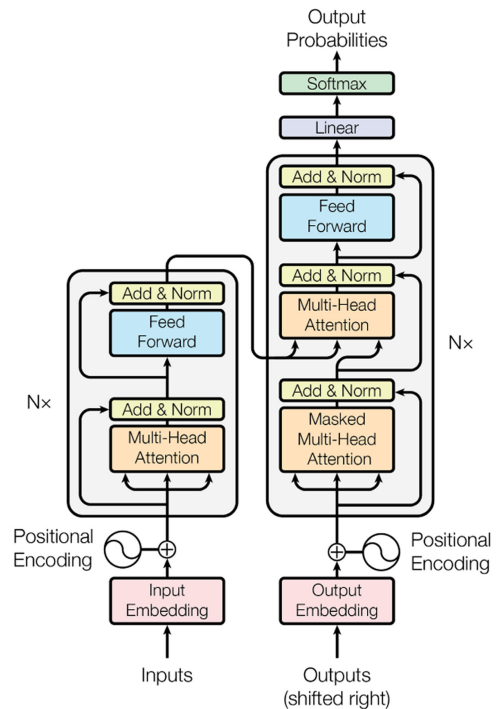 Output
Probabilities
Softmax
Linear
Add & Norm
Feed
Forward
Add & Norm
Multi-Head
Attention
Add & Norm
Masked
Multi-Head
Attention
N×
Add & Norm
Feed
Forward
Add & Norm
Multi-Head
Attention
N×
Positional
Encoding
Positional
Encoding
Input
Embedding
Output
Embedding
Inputs
Outputs
(shifted right)